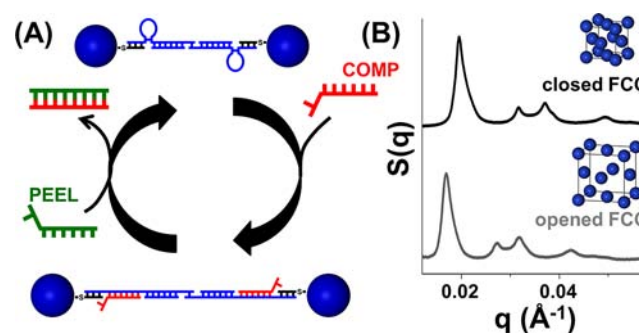 (A)
-S-
-S-
COMP
PEEL
-S-
-S-
(B)
closed FCC
opened FCC
S(q)
0.02
0.04
q (Å-1)